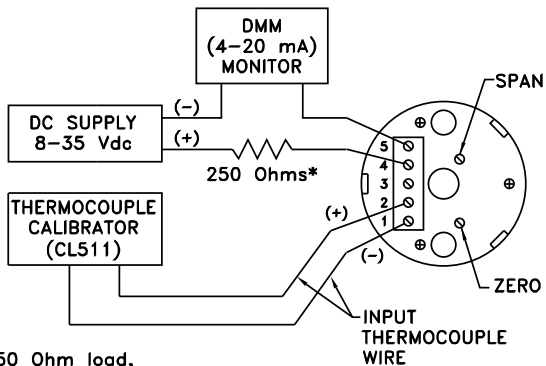 DMM
(4-20 mA)
MONITOR
SPAN
(-)
DC SUPPLY
8-35 Vdc
(+)
250 Ohms*
5
4
3
2
1
THERMOCOUPLE
CALIBRATOR
(CL511)
(+)
(-)
ZERO
INPUT
THERMOCOUPLE
WIRE
50 Ohm load,